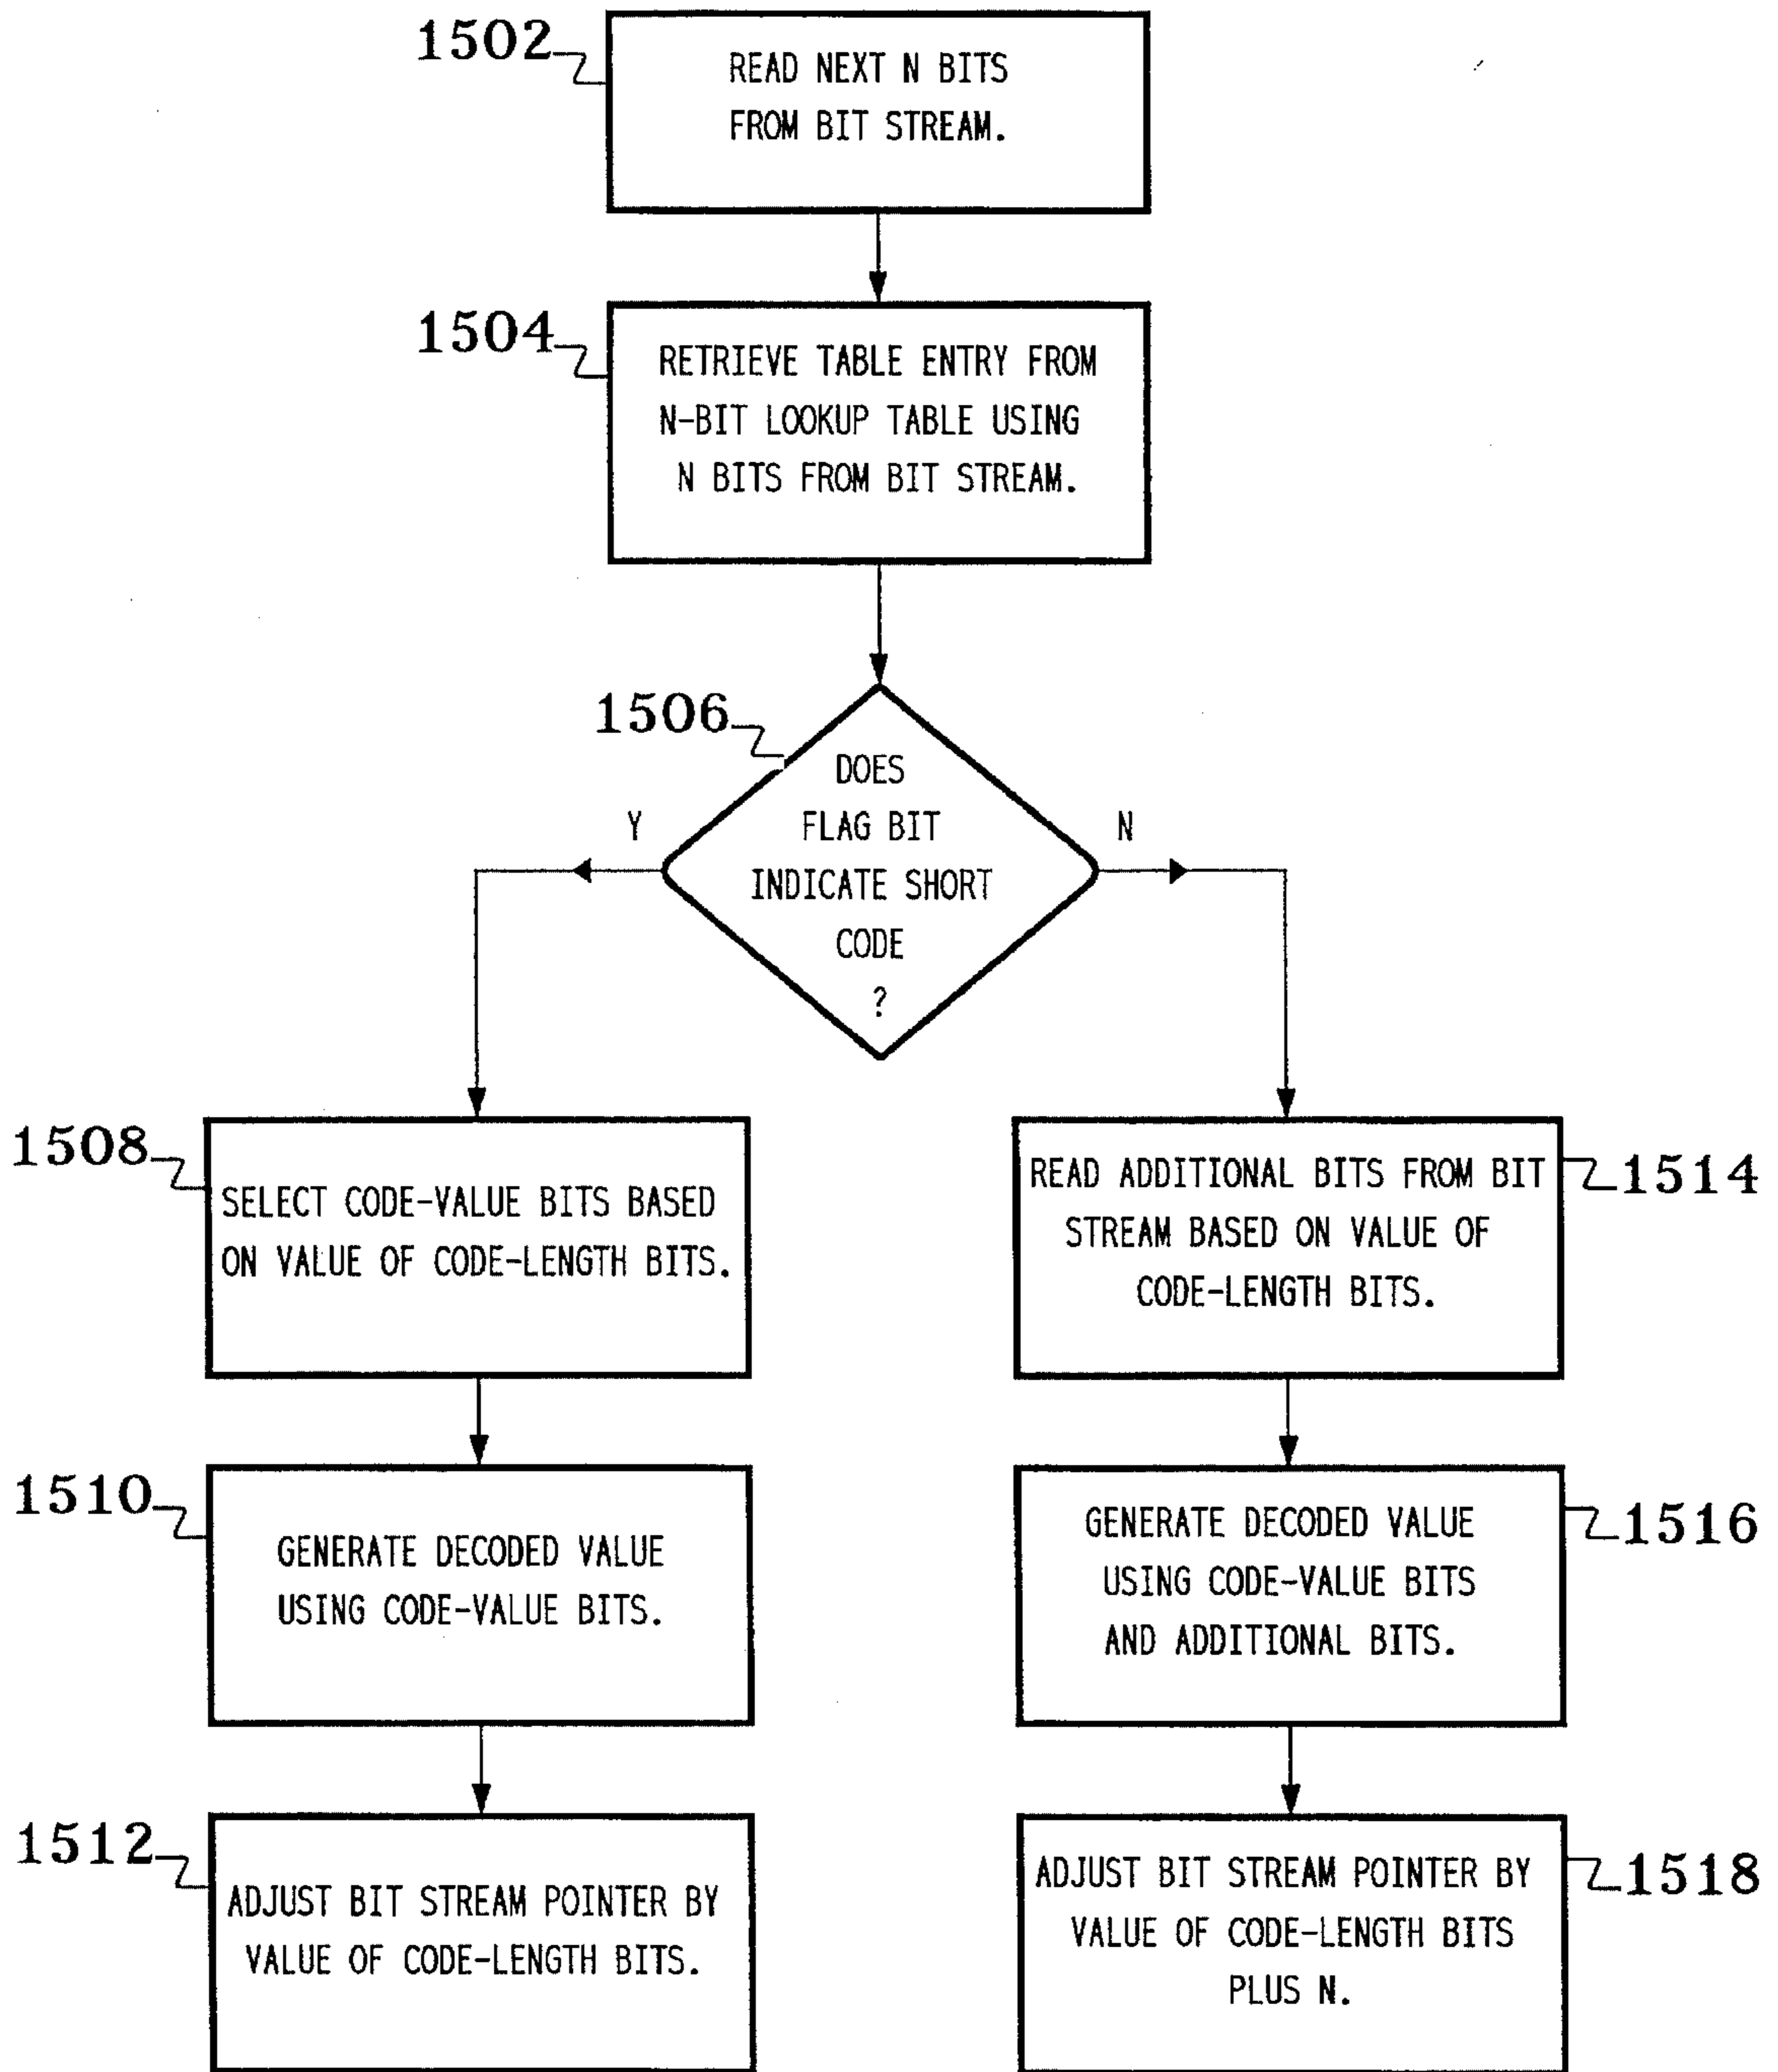 1502
READ NEXT N BITS
FROM BIT STREAM.
1504
RETRIEVE TABLE ENTRY FROM
N-BIT LOOKUP TABLE USING
N BITS FROM BIT STREAM.
1506
DOES
FLAG BIT
INDICATE SHORT
CODE
?
Y
N
1508
SELECT CODE-VALUE BITS BASED
ON VALUE OF CODE-LENGTH BITS.
1510
GENERATE DECODED VALUE
USING CODE-VALUE BITS.
1512
ADJUST BIT STREAM POINTER BY
VALUE OF CODE-LENGTH BITS.
1514
READ ADDITIONAL BITS FROM BIT
STREAM BASED ON VALUE OF
CODE-LENGTH BITS.
1516
GENERATE DECODED VALUE
USING CODE-VALUE BITS
AND ADDITIONAL BITS.
1518
ADJUST BIT STREAM POINTER BY
VALUE OF CODE-LENGTH BITS
PLUS N.